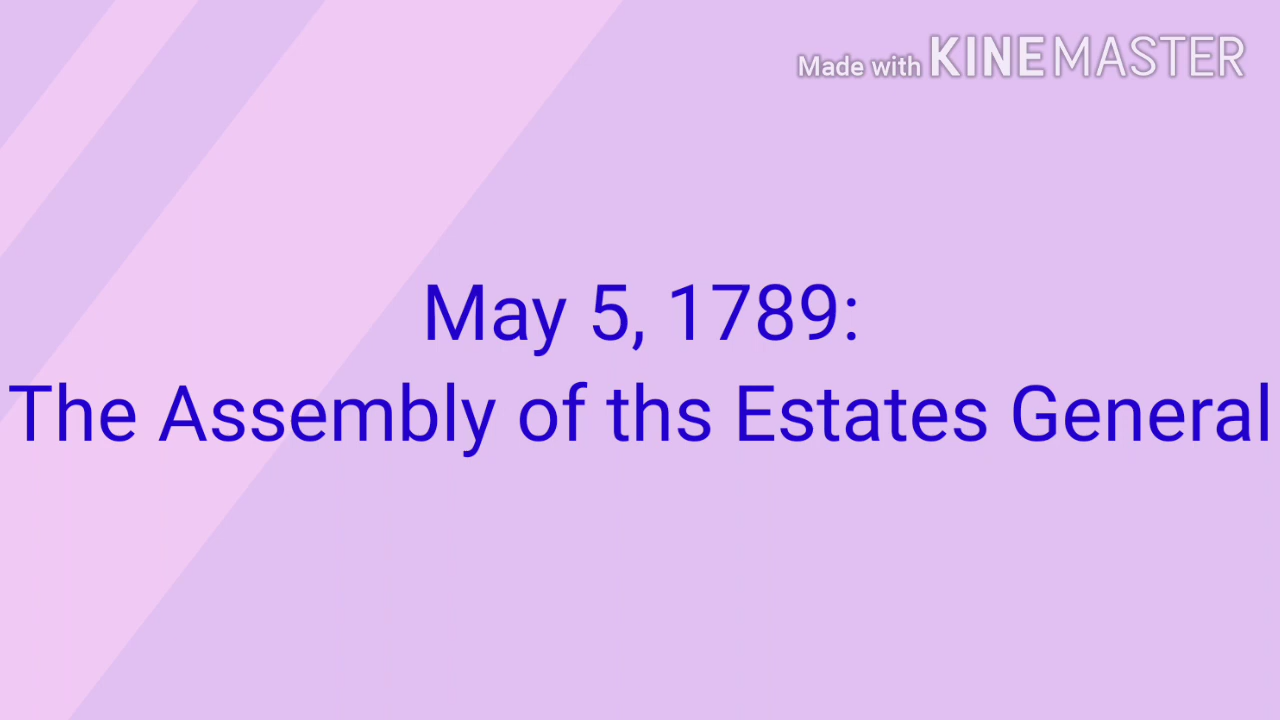 Made with KINEMASTER
May 5, 1789:
The Assembly of ths Estates General